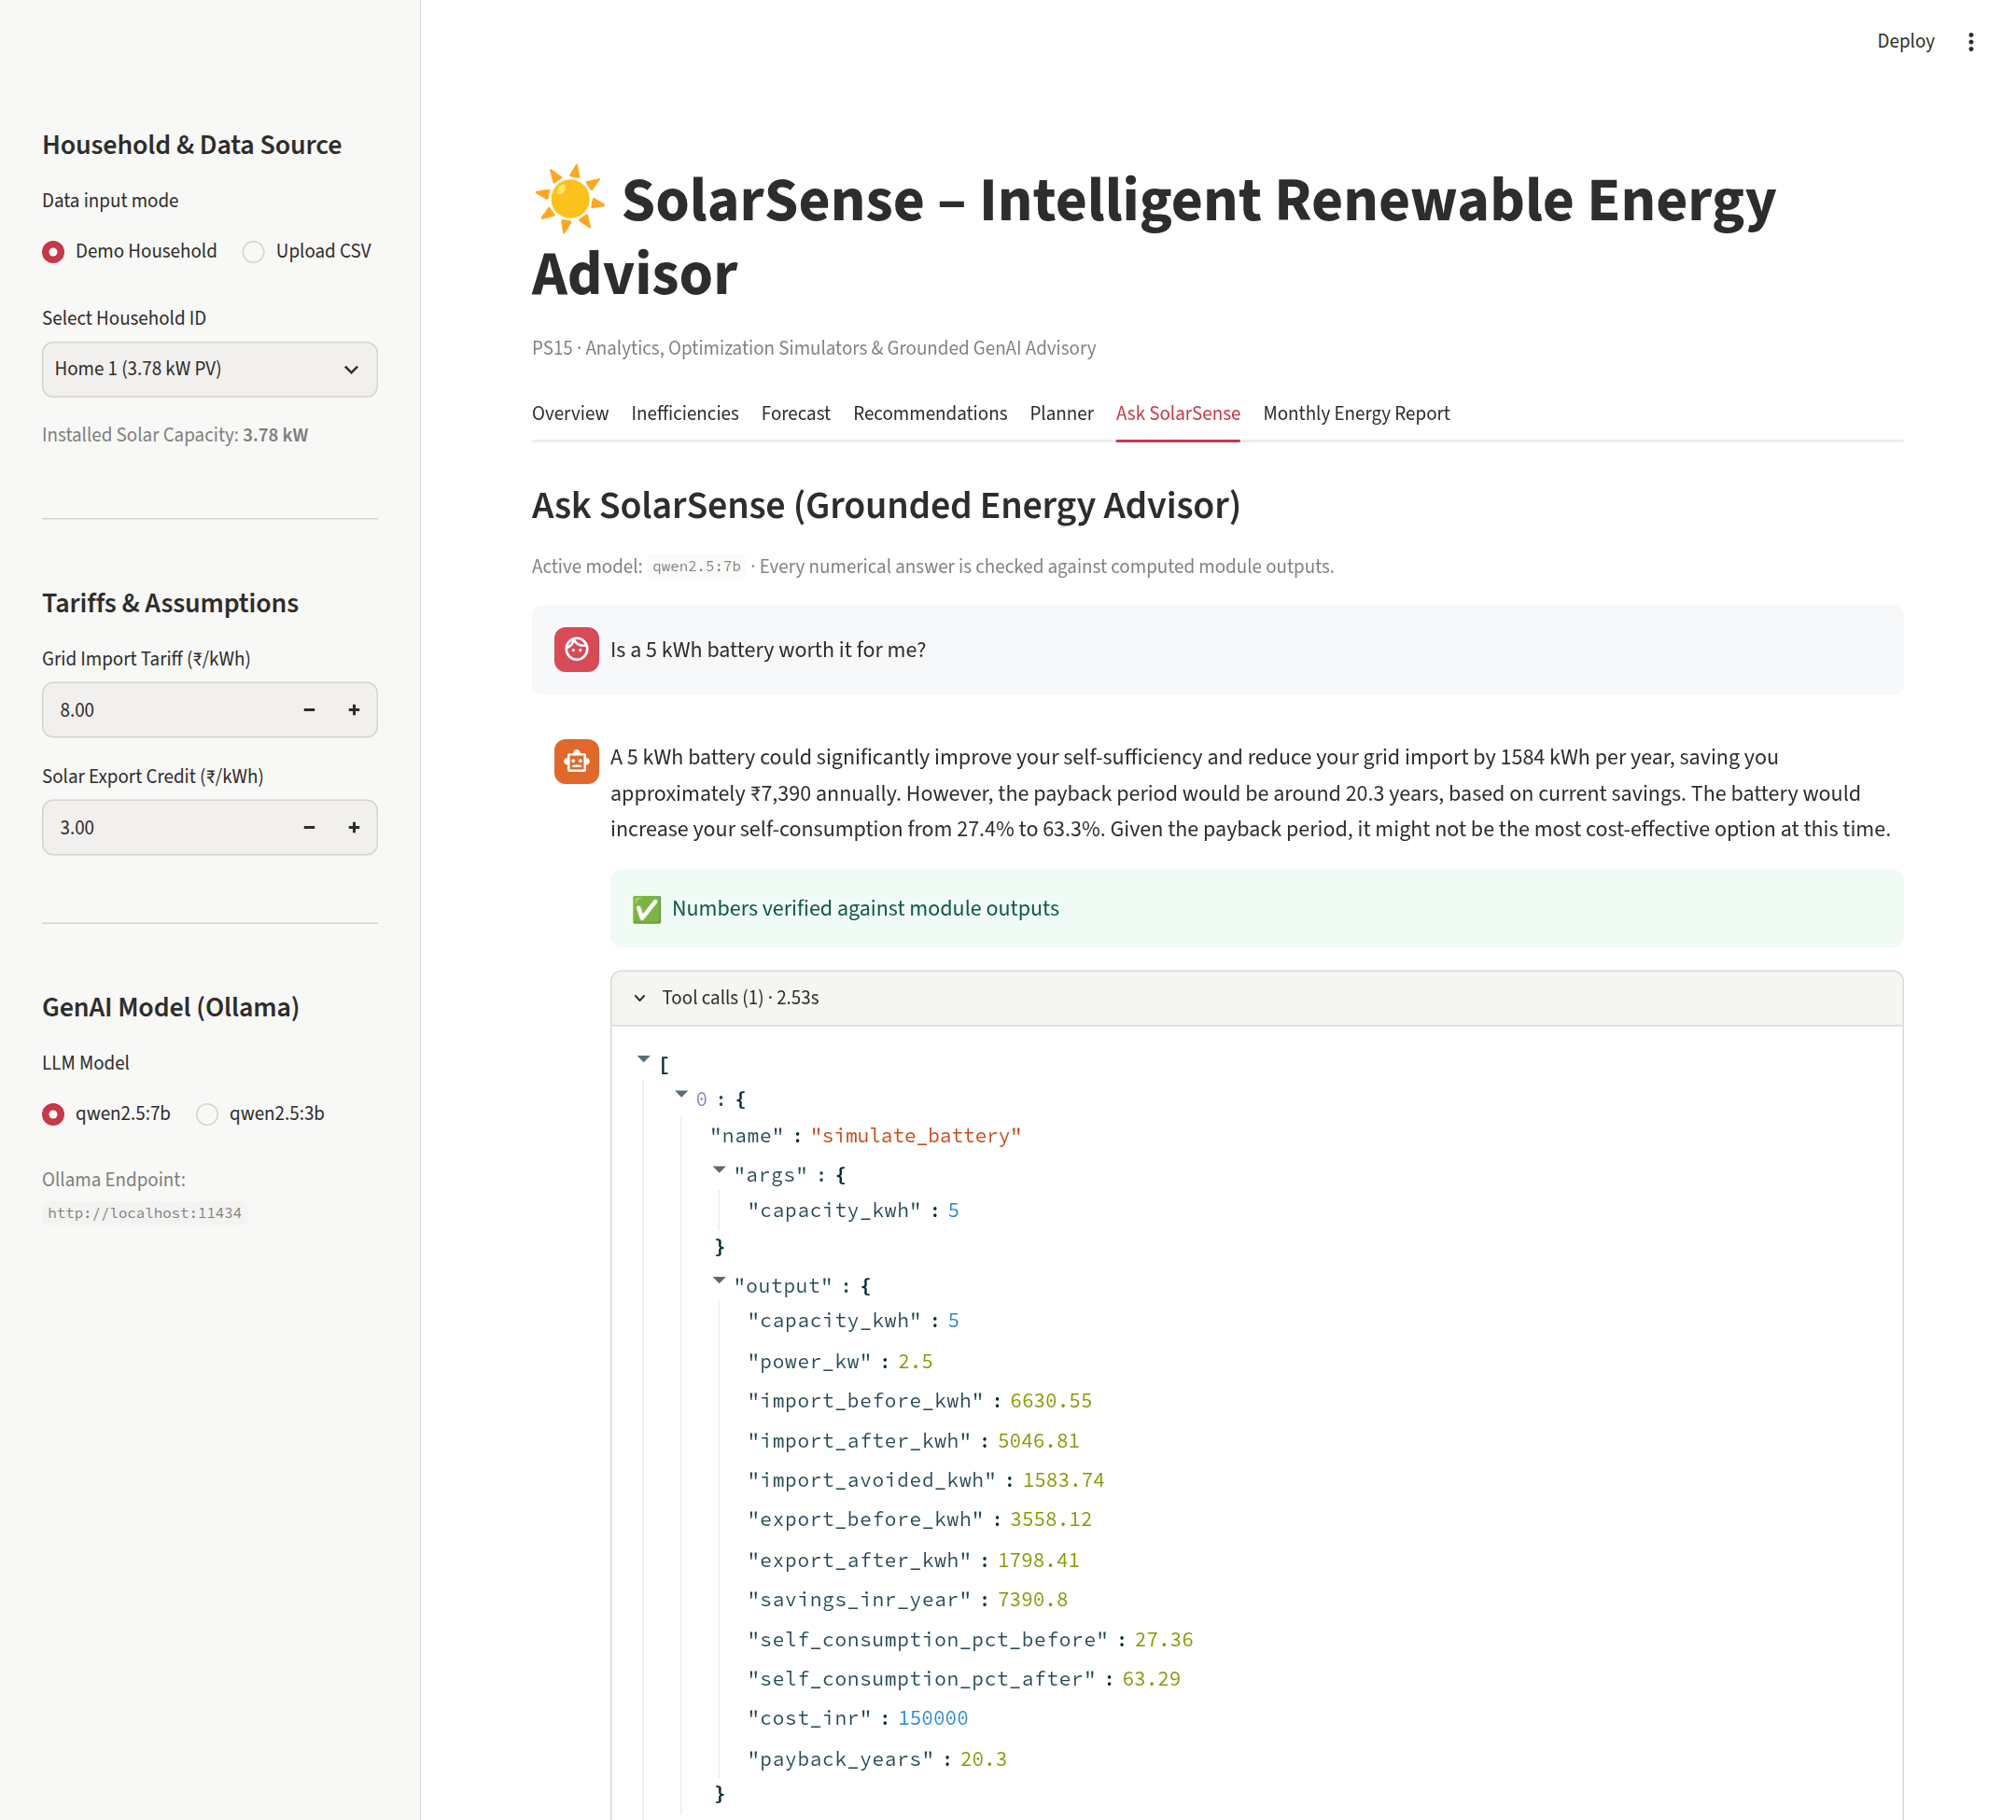 Deploy
Household & Data Source
Data input mode
Demo Household
Upload CSV
Select Household ID
Home 1 (3.78 kW PV)
Installed Solar Capacity: 3.78 kW
Tariffs & Assumptions
Grid Import Tariff (₹/kWh)
8.00
Solar Export Credit (₹/kWh)
3.00
GenAI Model (Ollama)
LLM Model
qwen2.5:7b
qwen2.5:3b
Ollama Endpoint:
http://localhost:11434
☀️ SolarSense – Intelligent Renewable Energy
Advisor
PS15 · Analytics, Optimization Simulators & Grounded GenAI Advisory
Overview
Inefficiencies
Forecast
Recommendations
Planner
Ask SolarSense
Monthly Energy Report
Ask SolarSense (Grounded Energy Advisor)
Active model: qwen2.5:7b · Every numerical answer is checked against computed module outputs.
Is a 5 kWh battery worth it for me?
A 5 kWh battery could significantly improve your self-sufficiency and reduce your grid import by 1584 kWh per year, saving you
approximately ₹7,390 annually. However, the payback period would be around 20.3 years, based on current savings. The battery would
increase your self-consumption from 27.4% to 63.3%. Given the payback period, it might not be the most cost-effective option at this time.
✅ Numbers verified against module outputs
Tool calls (1) · 2.53s
[
0 : {
"name" : "simulate_battery"
"args" : {
"capacity_kwh" : 5
}
"output" : {
"capacity_kwh" : 5
"power_kw" : 2.5
"import_before_kwh" : 6630.55
"import_after_kwh" : 5046.81
"import_avoided_kwh" : 1583.74
"export_before_kwh" : 3558.12
"export_after_kwh" : 1798.41
"savings_inr_year" : 7390.8
"self_consumption_pct_before" : 27.36
"self_consumption_pct_after" : 63.29
"cost_inr" : 150000
"payback_years" : 20.3
}